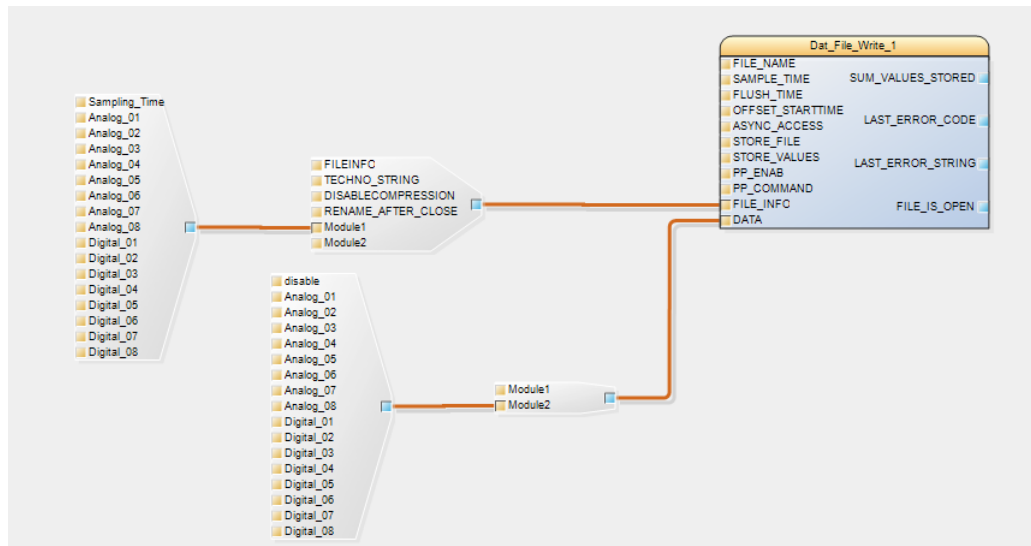 Dat_File_Write_1
FILE_NAME
SAMPLE_TIME
FLUSH_TIME
OFFSET_STARTTIME
ASYNC_ACCESS
STORE_FILE
STORE_VALUES
PP_ENAB
PP_COMMAND
FILE_INFO
DATA
SUM_VALUES_STORED
LAST_ERROR_CODE
LAST_ERROR_STRING
FILE_IS_OPEN
Sampling_Time
Analog_01
Analog_02
Analog_03
Analog_04
Analog_05
Analog_06
Analog_07
Analog_08
Digital_01
Digital_02
Digital_03
Digital_04
Digital_05
Digital_06
Digital_07
Digital_08
FILEINFO
TECHNO_STRING
DISABLECOMPRESSION
RENAME_AFTER_CLOSE
Module1
Module2
disable
Analog_01
Analog_02
Analog_03
Analog_04
Analog_05
Analog_06
Analog_07
Analog_08
Digital_01
Digital_02
Digital_03
Digital_04
Digital_05
Digital_06
Digital_07
Digital_08
Module1
Module2